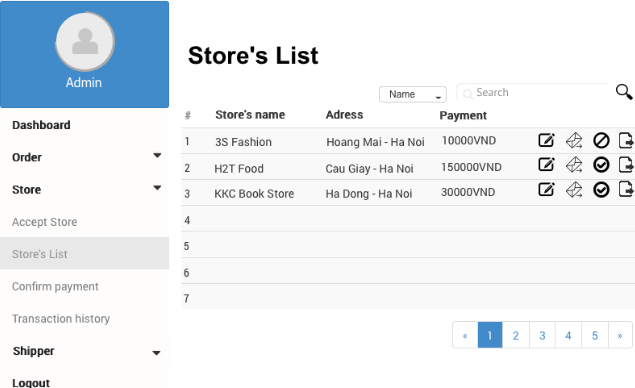 Admin
Dashboard
Order
Store
Accept Store
Store's List
Confirm payment
Transaction history
Shipper
Logout
Store's List
Name Search
# Store's name Adress Payment
1 3S Fashion Hoang Mai - Ha Noi 10000VND
2 H2T Food Cau Giay - Ha Noi 150000VND
3 KKC Book Store Ha Dong - Ha Noi 30000VND
4
5
6
7
« 1 2 3 4 5 »